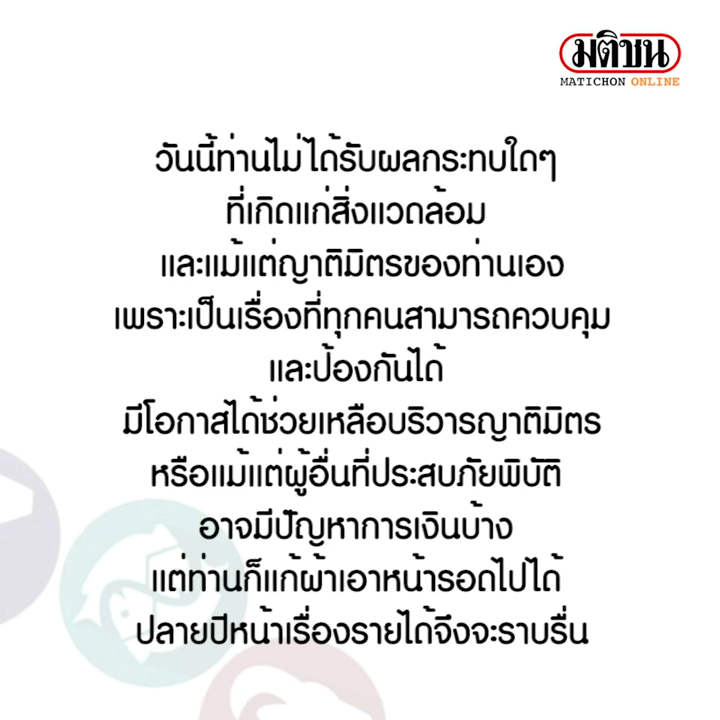 มติชน
MATICHON ONLINE
วันนี้ท่านไม่ได้รับผลกระทบใดๆ
ที่เกิดแก่สิ่งแวดล้อม
และแม้แต่ญาติมิตรของท่านเอง
เพราะเป็นเรื่องที่ทุกคนสามารถควบคุม
และป้องกันได้
มีโอกาสได้ช่วยเหลือบริวารญาติมิตร
หรือแม้แต่ผู้อื่นที่ประสบภัยพิบัติ
อาจมีปัญหาการเงินบ้าง
แต่ท่านก็แก้ผ้าเอาหน้ารอดไปได้
ปลายปีหน้าเรื่องรายได้จึงจะราบรื่น